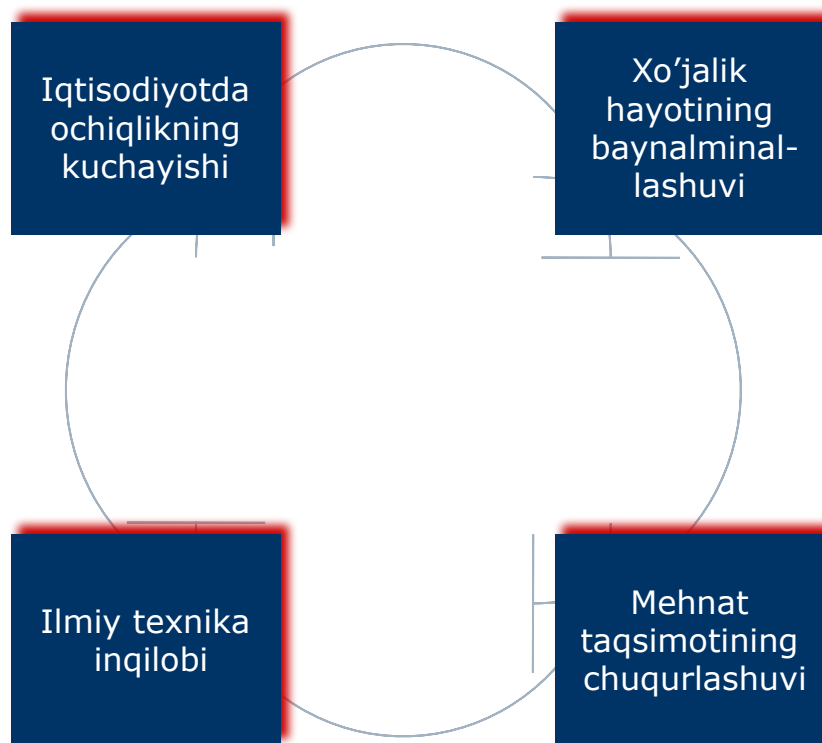 Iqtisodiyotda
ochiqlikning
kuchayishi
Xo’jalik
hayotining
baynalminal-
lashuvi
Ilmiy texnika
inqilobi
Mehnat
taqsimotining
chuqurlashuvi